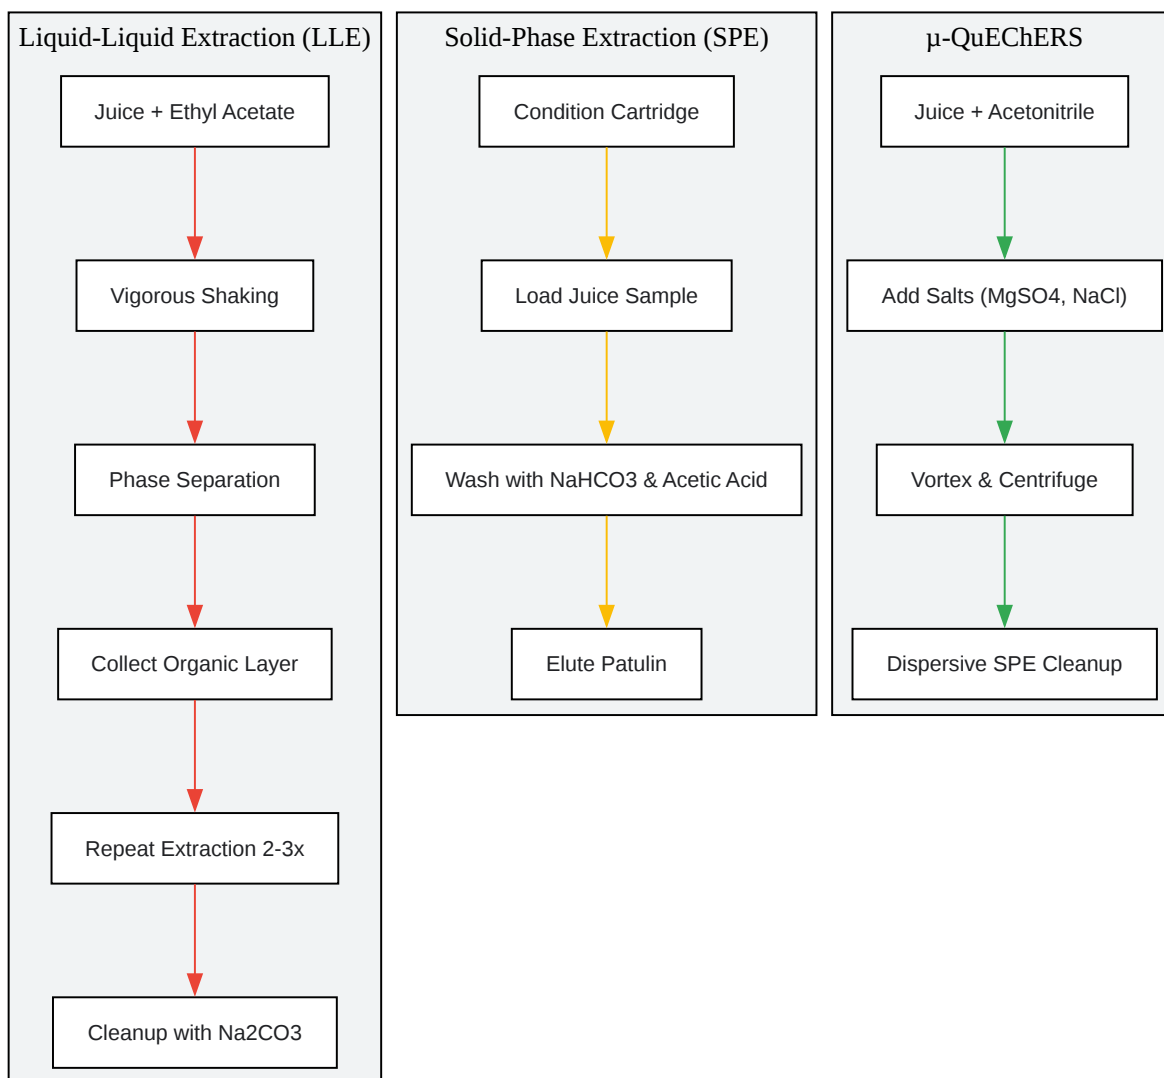 Liquid-Liquid Extraction (LLE)
Juice + Ethyl Acetate
Vigorous Shaking
Phase Separation
Collect Organic Layer
Repeat Extraction 2-3x
Cleanup with Na2CO3
Solid-Phase Extraction (SPE)
Condition Cartridge
Load Juice Sample
Wash with NaHCO3 & Acetic Acid
Elute Patulin
µ-QuEChERS
Juice + Acetonitrile
Add Salts (MgSO4, NaCl)
Vortex & Centrifuge
Dispersive SPE Cleanup